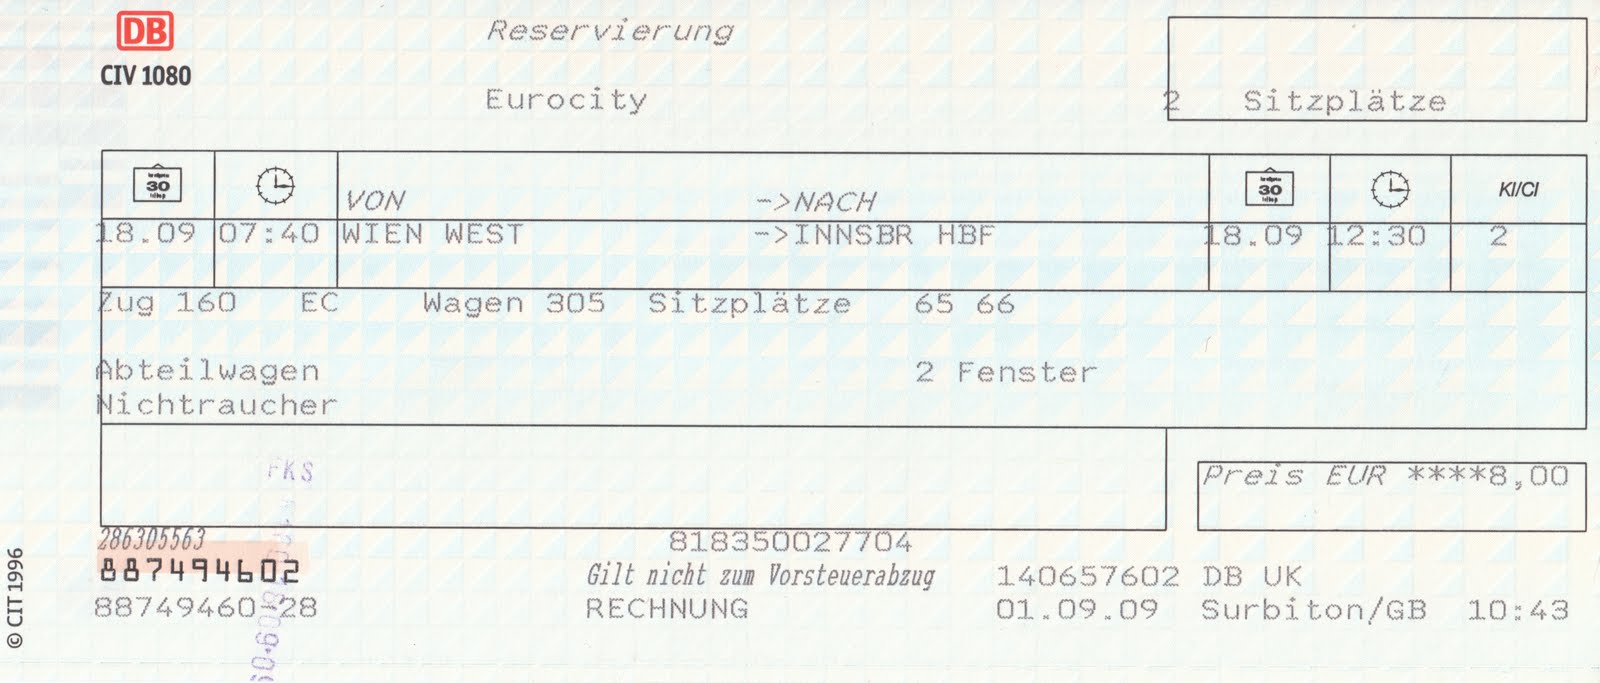 DB
CIV 1080
Reservierung
Eurocity
2 Sitzplätze
30
30
Kl/Cl
VON ->NACH
18.09 07:40 WIEN WEST ->INNSBR HBF 18.09 12:30 2
Zug 160 EC Wagen 305 Sitzplätze 65 66
Abteilwagen 2 Fenster
Nichtraucher
FKS
Preis EUR ****8,00
286305563
818350027704
887494602
Gilt nicht zum Vorsteuerabzug 140657602 DB UK
88749460-28 RECHNUNG 01.09.09 Surbiton/GB 10:43
© CIT 1996